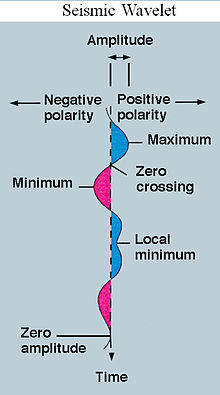 Seismic Wavelet
Amplitude
Negative polarity
Positive polarity
Maximum
Zero crossing
Minimum
Local minimum
Zero amplitude
Time